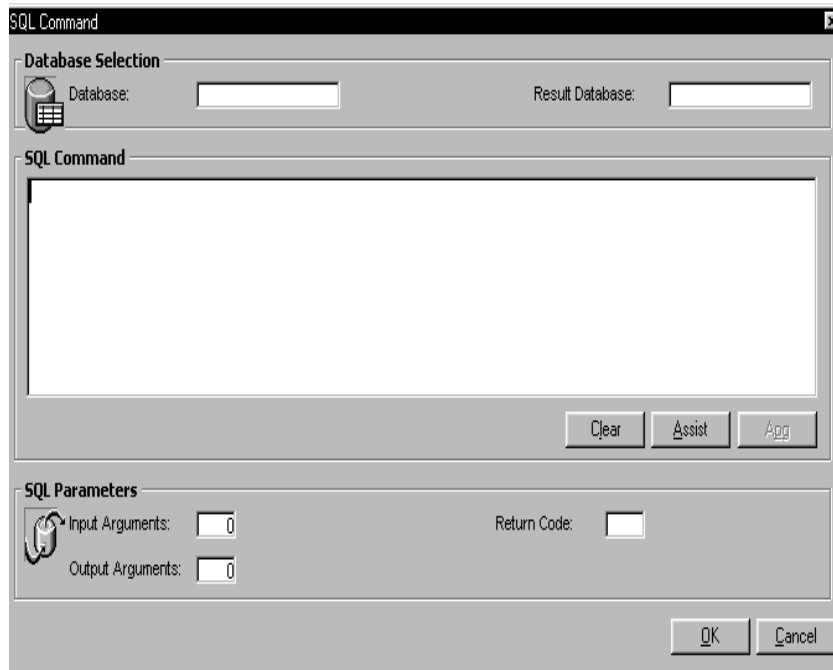 SQL Command
Database Selection
Database:
Result Database:
SQL Command
Clear
Assist
Apg
SQL Parameters
Input Arguments: 0
Return Code:
Output Arguments: 0
OK
Cancel